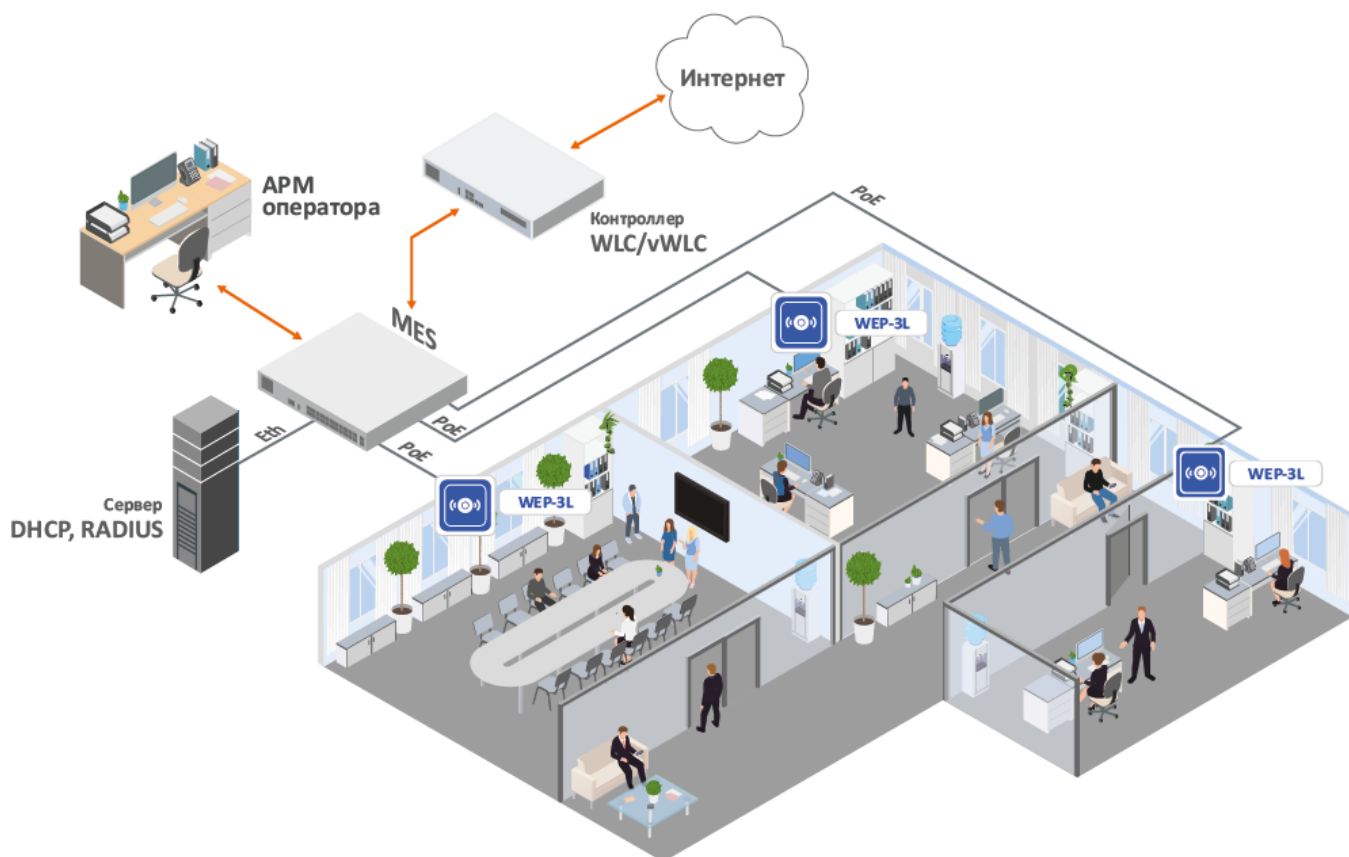 Интернет
АРМ
оператора
Контроллер
WLC/vWLC
PoE
MES
WEP-3L
Eth
PoE
PoE
WEP-3L
WEP-3L
Сервер
DHCP, RADIUS